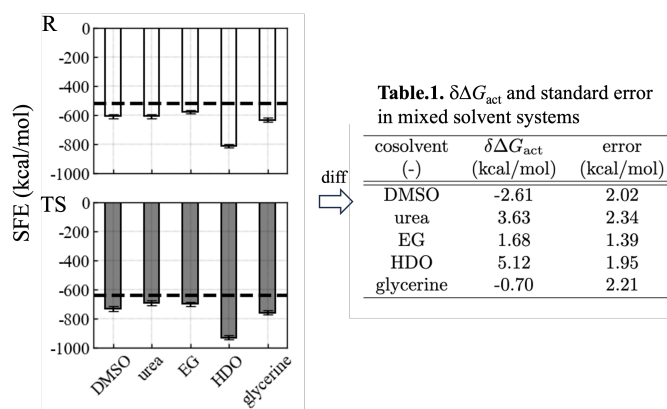 R
0
-200
-400
-600
-800
-1000
TS
0
-200
-400
-600
-800
-1000
SFE (kcal/mol)
DMSO
urea
EG
HDO
glycerine
diff
Table.1. δΔGact and standard error
in mixed solvent systems
cosolvent δΔGact error
(-) (kcal/mol) (kcal/mol)
DMSO -2.61 2.02
urea 3.63 2.34
EG 1.68 1.39
HDO 5.12 1.95
glycerine -0.70 2.21